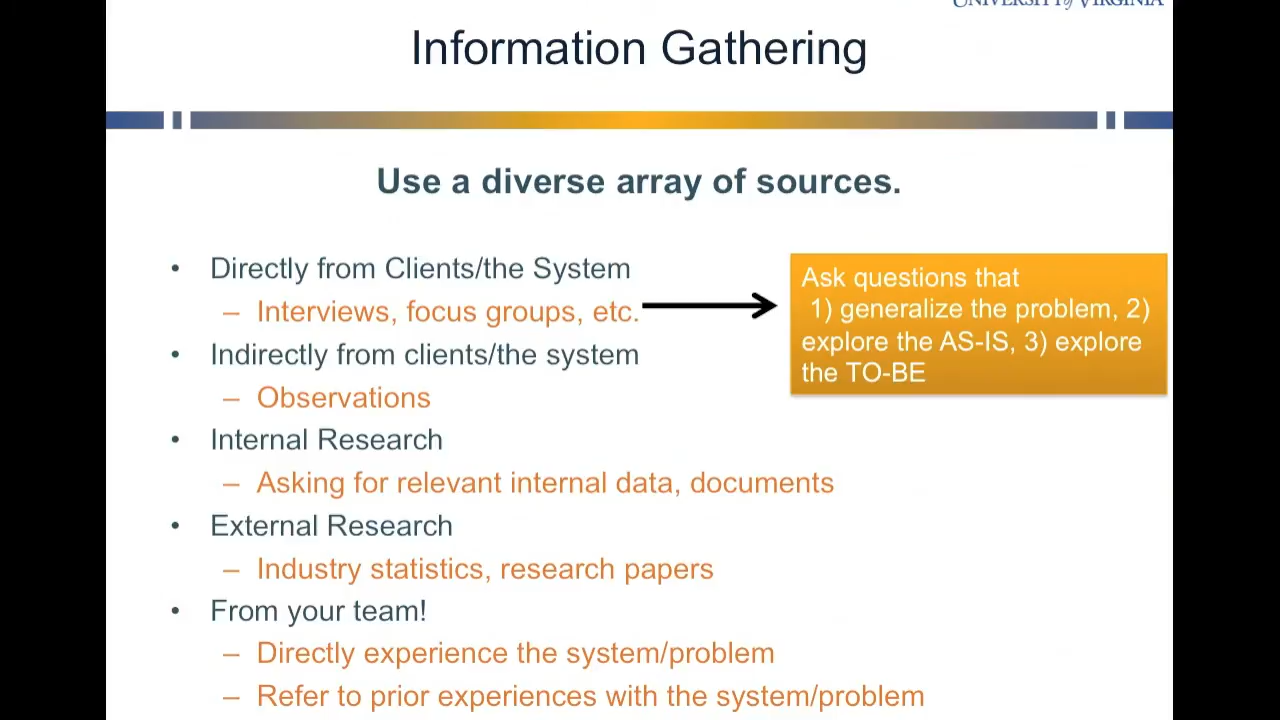 UNIVERSITY of VIRGINIA
Information Gathering
Use a diverse array of sources.
• Directly from Clients/the System
– Interviews, focus groups, etc.
Ask questions that
1) generalize the problem, 2)
explore the AS-IS, 3) explore
the TO-BE
• Indirectly from clients/the system
– Observations
• Internal Research
– Asking for relevant internal data, documents
• External Research
– Industry statistics, research papers
• From your team!
– Directly experience the system/problem
– Refer to prior experiences with the system/problem